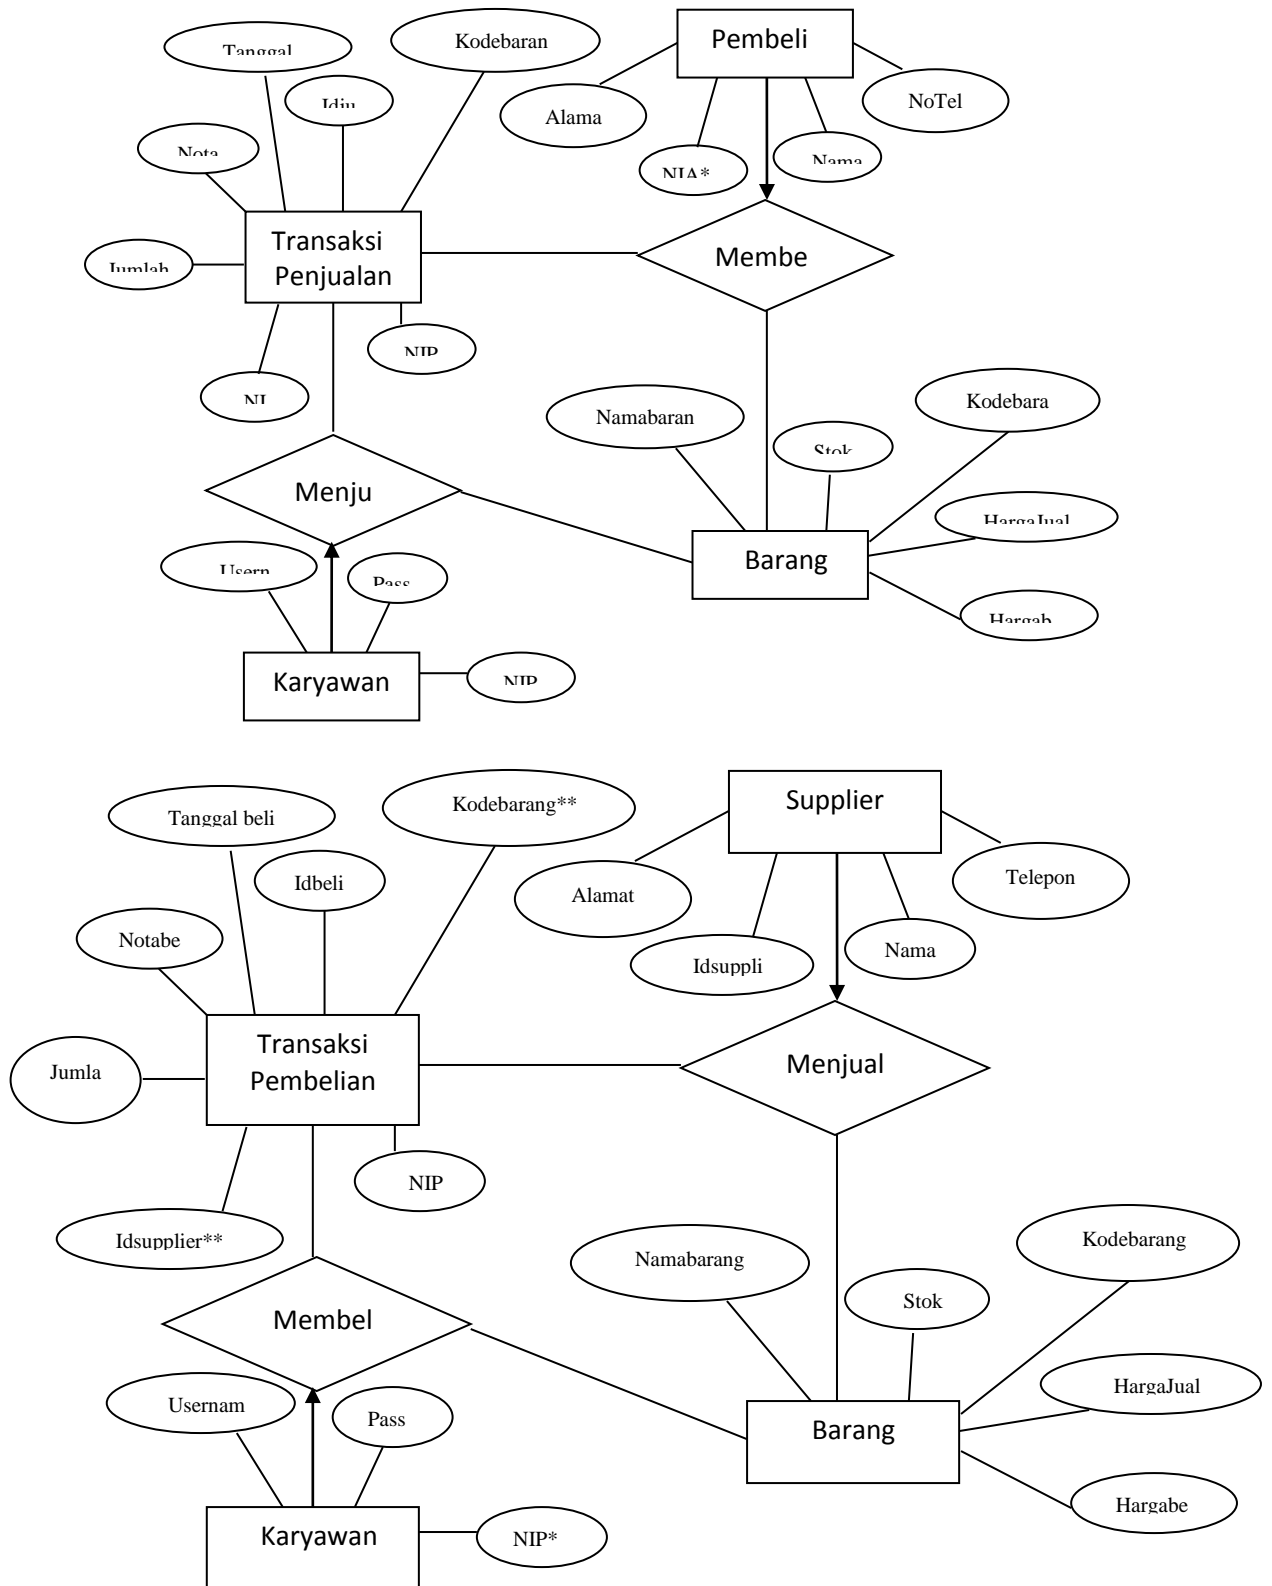 Pembeli
Kodebaran
Tanggal
NoTel
Idju
Alama
Nota
Nama
NIA*
Transaksi
Penjualan
Membe
Jumlah
NIP
NI
Kodebara
Namabaran
Stok
Menju
HargaJual
Barang
Usern
Pass
Hargab
Karyawan
NIP
Supplier
Kodebarang**
Tanggal beli
Idbeli
Telepon
Alamat
Notabe
Nama
Idsuppli
Transaksi
Pembelian
Menjual
Jumla
NIP
Idsupplier**
Kodebarang
Namabarang
Stok
Membel
HargaJual
Usernam
Pass
Barang
Hargabe
Karyawan
NIP*